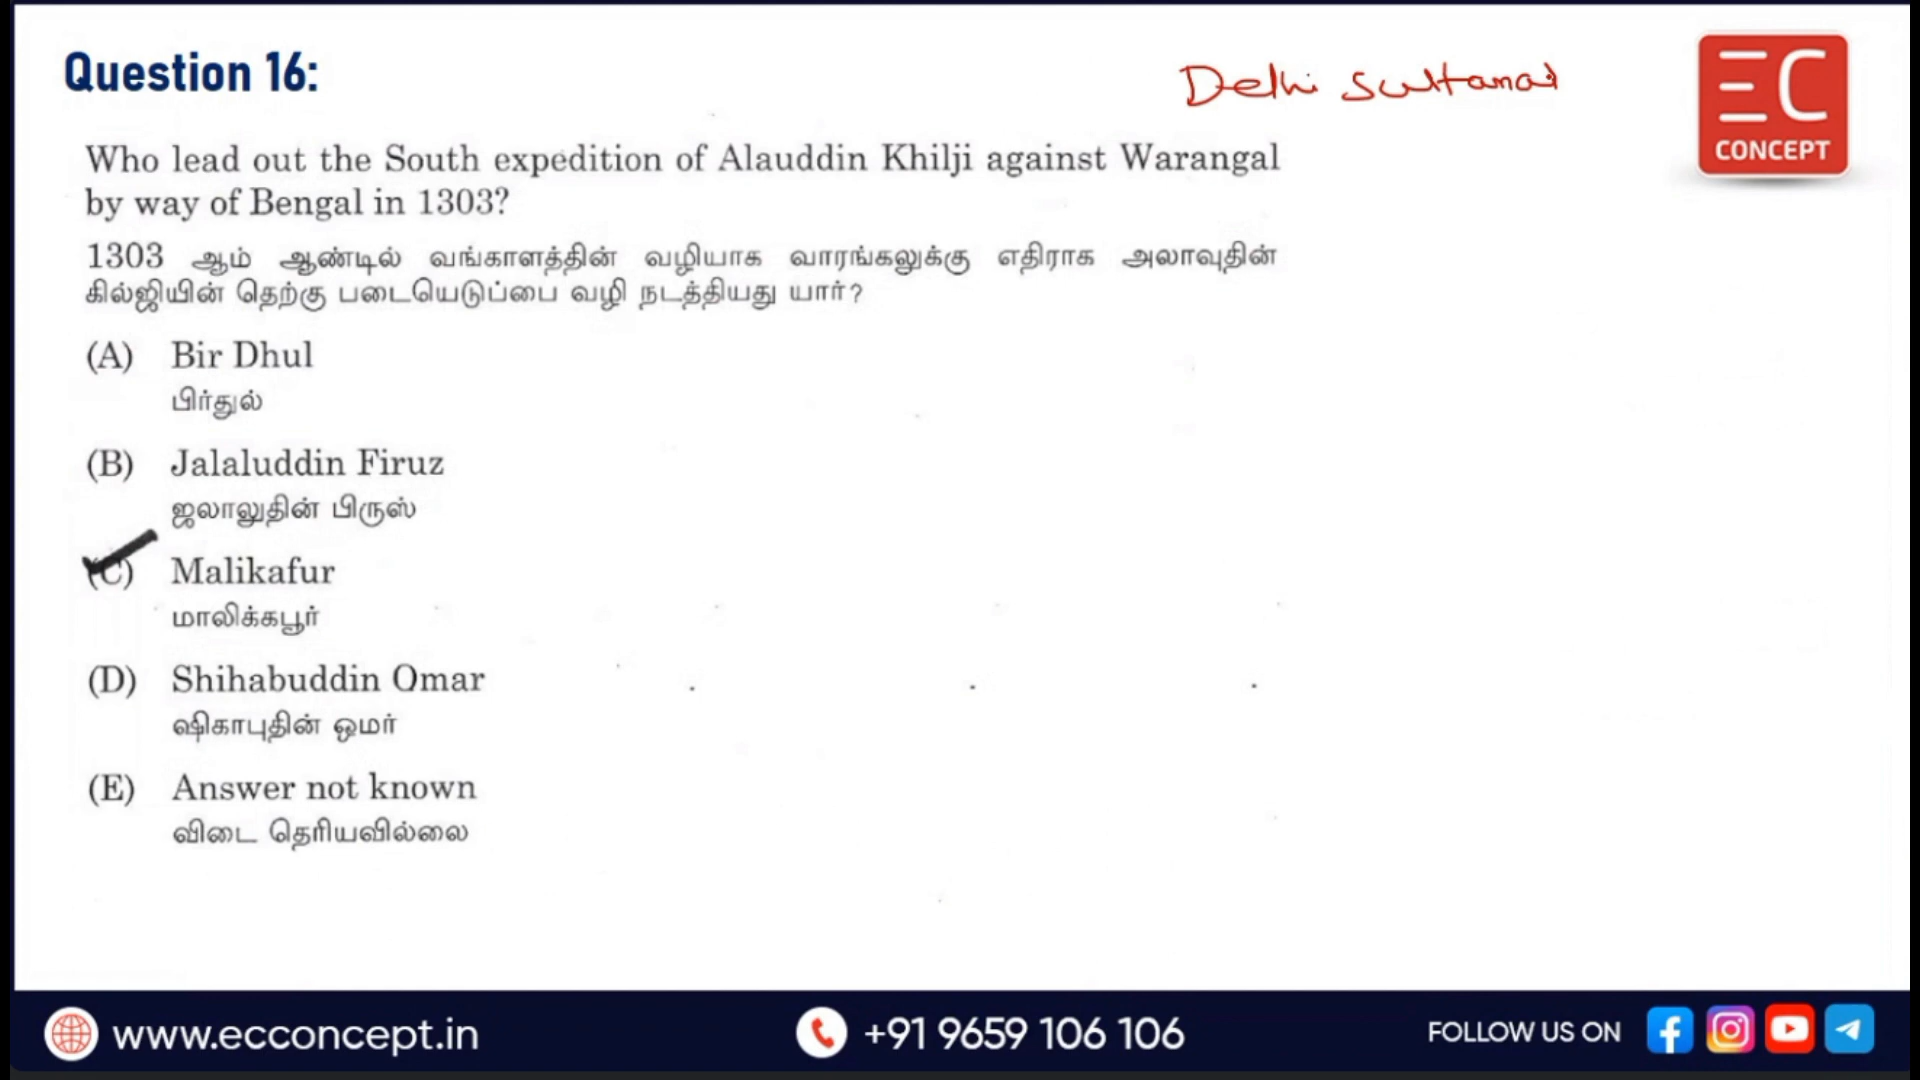 Question 16:
Delhi Sultanat
EC
CONCEPT
Who lead out the South expedition of Alauddin Khilji against Warangal
by way of Bengal in 1303?
1303 ஆம் ஆண்டில் வங்காளத்தின் வழியாக வாரங்கலுக்கு எதிராக அலாவுதின்
கில்ஜியின் தெற்கு படையெடுப்பை வழி நடத்தியது யார்?
(A) Bir Dhul
பிர்துல்
(B) Jalaluddin Firuz
ஜலாலுதின் பிருஸ்
(C) Malikafur
மாலிக்கபூர்
(D) Shihabuddin Omar
ஷிகாபுதின் ஒமர்
(E) Answer not known
விடை தெரியவில்லை
www.ecconcept.in +91 9659 106 106 FOLLOW US ON